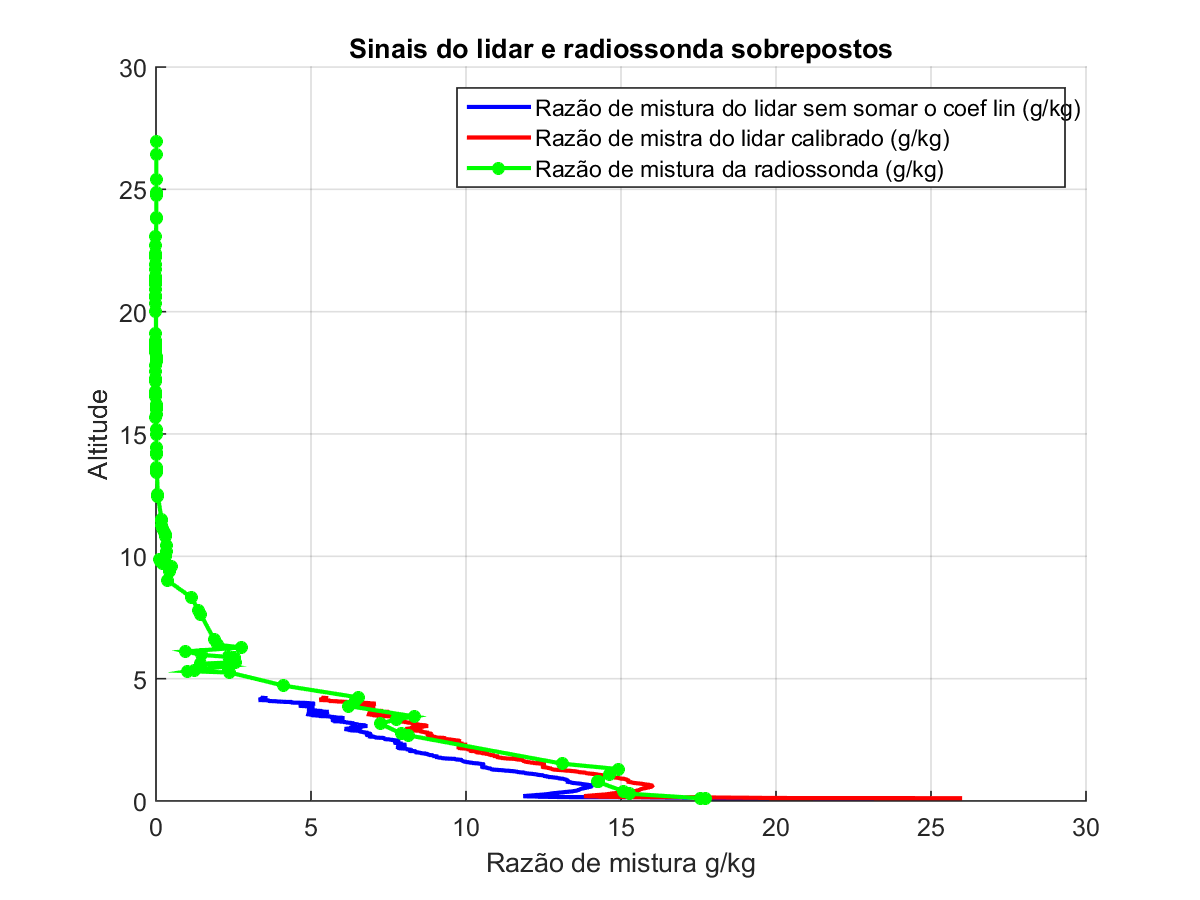 Sinais do lidar e radiossonda sobrepostos
30
Razão de mistura do lidar sem somar o coef lin (g/kg)
Razão de mistra do lidar calibrado (g/kg)
Razão de mistura da radiossonda (g/kg)
25
20
15
10
5
0
Altitude
0 5 10 15 20 25 30
Razão de mistura g/kg